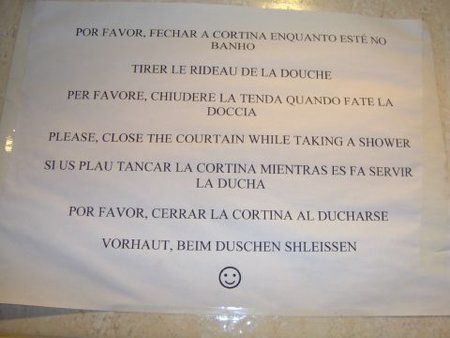 POR FAVOR, FECHAR A CORTINA ENQUANTO ESTÉ NO
BANHO
TIRER LE RIDEAU DE LA DOUCHE
PER FAVORE, CHIUDERE LA TENDA QUANDO FATE LA
DOCCIA
PLEASE, CLOSE THE COURTAIN WHILE TAKING A SHOWER
SI US PLAU TANCAR LA CORTINA MIENTRAS ES FA SERVIR
LA DUCHA
POR FAVOR, CERRAR LA CORTINA AL DUCHARSE
VORHAUT, BEIM DUSCHEN SHLEISSEN